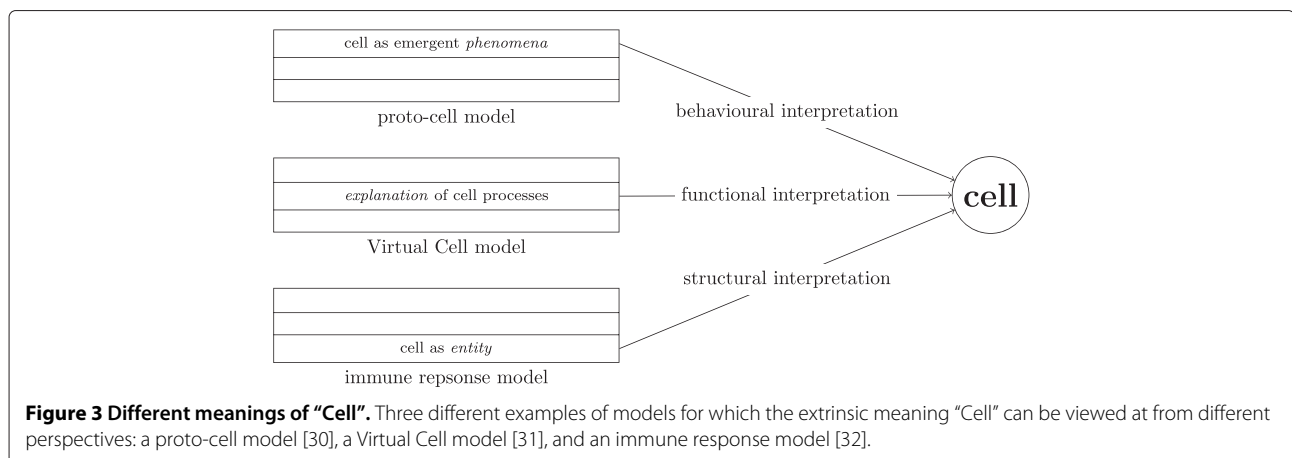 cell as emergent phenomena
proto-cell model
behavioural interpretation
explanation of cell processes
Virtual Cell model
functional interpretation
cell
structural interpretation
cell as entity
immune repsonse model
Figure 3 Different meanings of “Cell”. Three different examples of models for which the extrinsic meaning “Cell” can be viewed at from different
perspectives: a proto-cell model [30], a Virtual Cell model [31], and an immune response model [32].